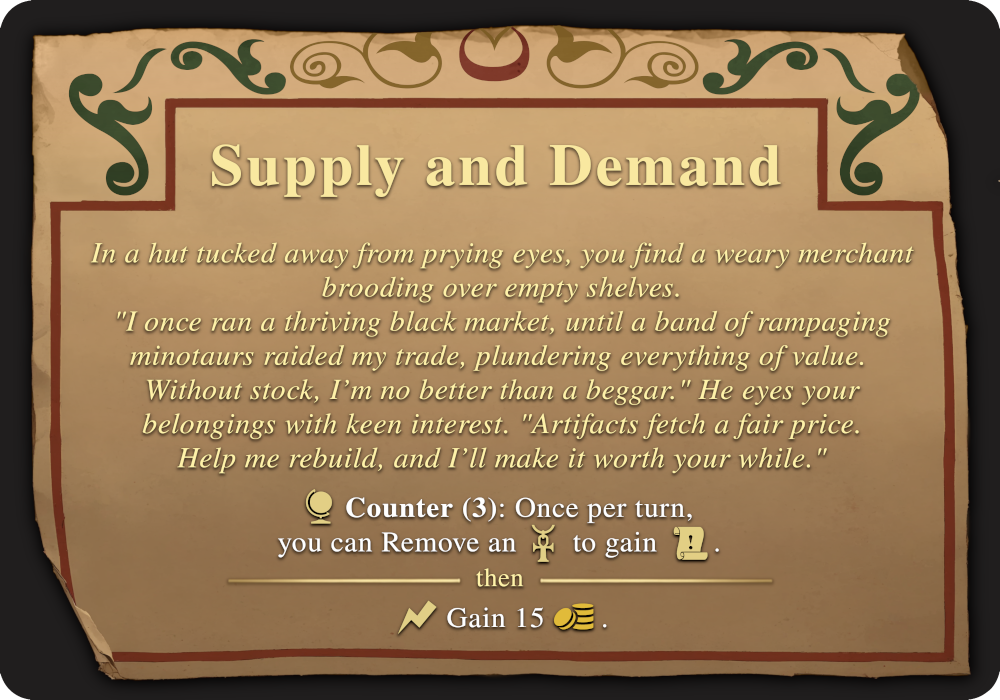 Supply and Demand
In a hut tucked away from prying eyes, you find a weary merchant
brooding over empty shelves.
"I once ran a thriving black market, until a band of rampaging
minotaurs raided my trade, plundering everything of value.
Without stock, I’m no better than a beggar." He eyes your
belongings with keen interest. "Artifacts fetch a fair price.
Help me rebuild, and I’ll make it worth your while."
Counter (3): Once per turn,
you can Remove an to gain .
then
Gain 15 .